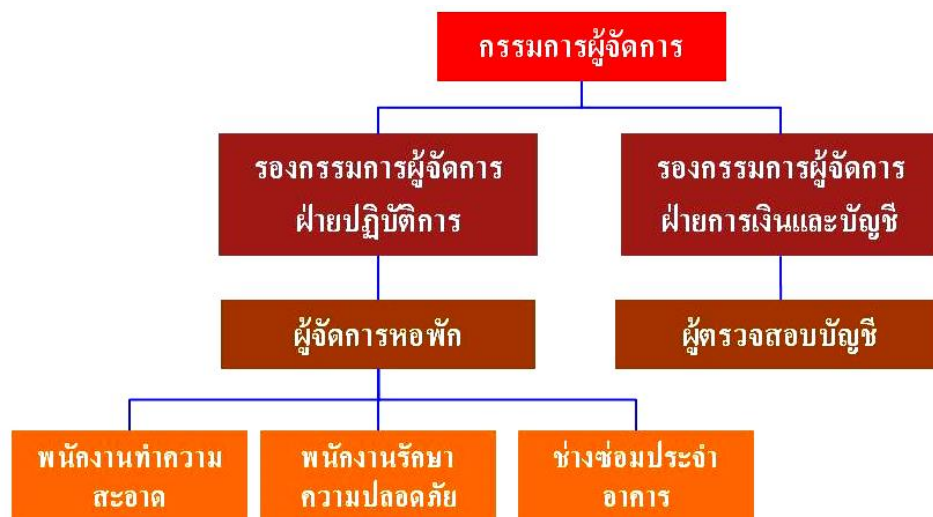 กรรมการผู้จัดการ
รองกรรมการผู้จัดการ
ฝ่ายปฏิบัติการ
รองกรรมการผู้จัดการ
ฝ่ายการเงินและบัญชี
ผู้จัดการหอพัก
ผู้ตรวจสอบบัญชี
พนักงานทำความ
สะอาด
พนักงานรักษา
ความปลอดภัย
ช่างซ่อมประจำ
อาคาร